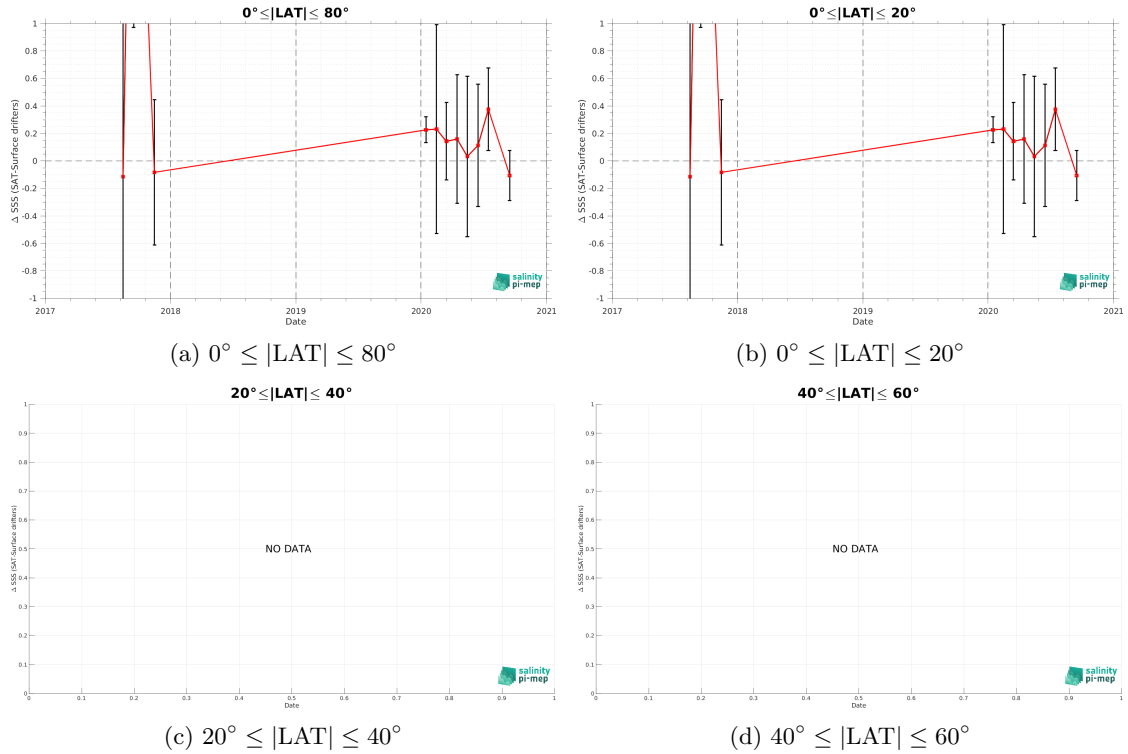 0°≤|LAT|≤ 80°
Δ SSS (SAT-Surface drifters)
1
0.8
0.6
0.4
0.2
0
-0.2
-0.4
-0.6
-0.8
-1
2017 2018 2019 2020 2021
Date
salinity
pi-mep
(a) 0° ≤ |LAT| ≤ 80°
0°≤|LAT|≤ 20°
Δ SSS (SAT-Surface drifters)
1
0.8
0.6
0.4
0.2
0
-0.2
-0.4
-0.6
-0.8
-1
2017 2018 2019 2020 2021
Date
salinity
pi-mep
(b) 0° ≤ |LAT| ≤ 20°
20°≤|LAT|≤ 40°
Δ SSS (SAT-Surface drifters)
1
0.9
0.8
0.7
0.6
0.5
0.4
0.3
0.2
0.1
0
NO DATA
0 0.1 0.2 0.3 0.4 0.5 0.6 0.7 0.8 0.9 1
Date
salinity
pi-mep
(c) 20° ≤ |LAT| ≤ 40°
40°≤|LAT|≤ 60°
Δ SSS (SAT-Surface drifters)
1
0.9
0.8
0.7
0.6
0.5
0.4
0.3
0.2
0.1
0
NO DATA
0 0.1 0.2 0.3 0.4 0.5 0.6 0.7 0.8 0.9 1
Date
salinity
pi-mep
(d) 40° ≤ |LAT| ≤ 60°